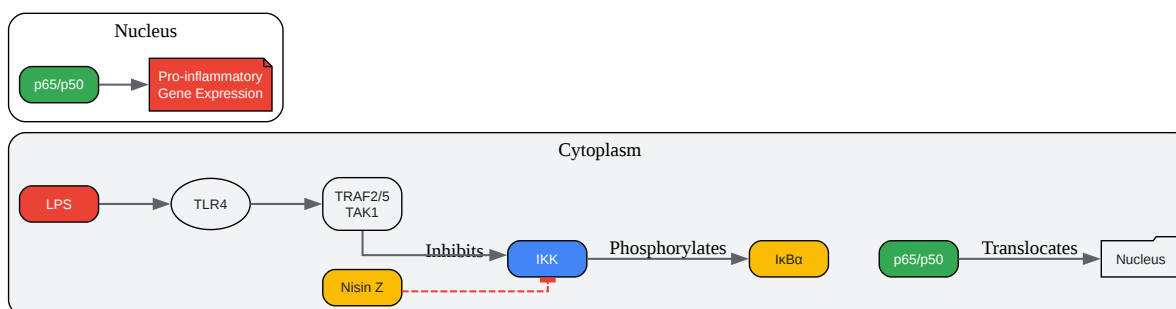 Nucleus
p65/p50
Pro-inflammatory
Gene Expression
Cytoplasm
LPS
TLR4
TRAF2/5
TAK1
Inhibits
IKK
Phosphorylates
IκBα
p65/p50
Translocates
Nucleus
Nisin Z